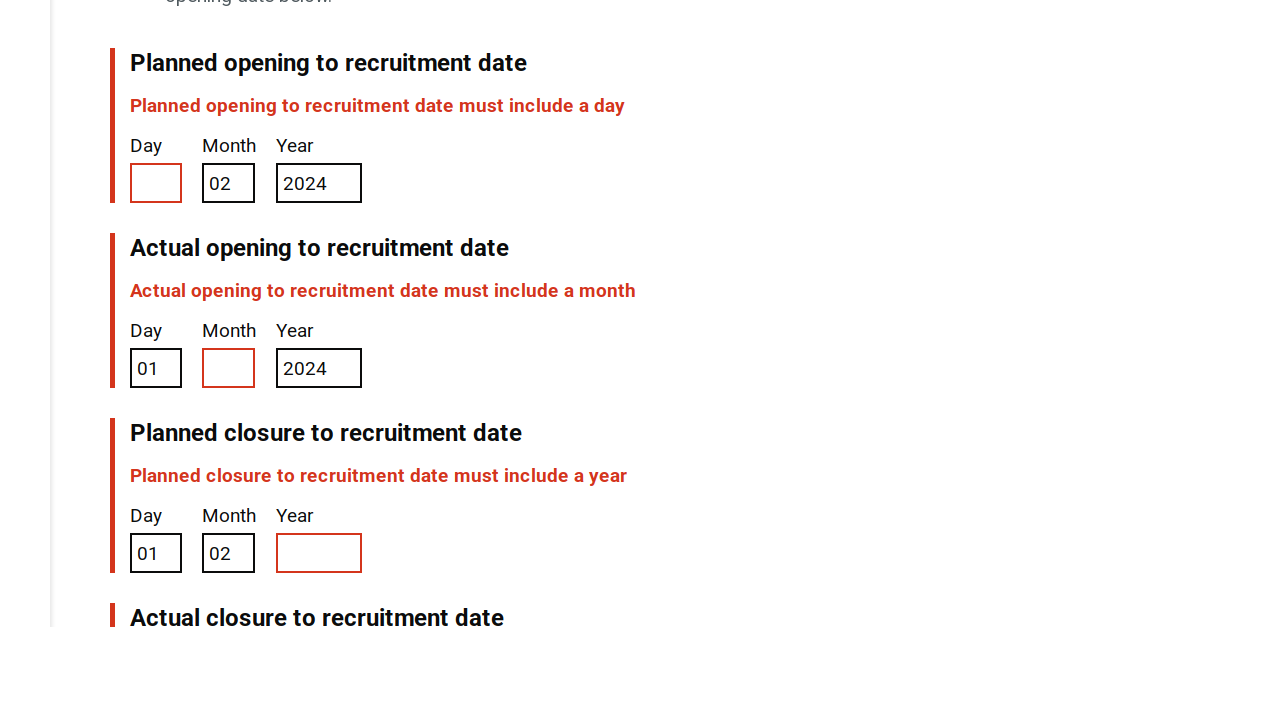 opening date below.
Planned opening to recruitment date
Planned opening to recruitment date must include a day
Day Month Year
02 2024
Actual opening to recruitment date
Actual opening to recruitment date must include a month
Day Month Year
01 2024
Planned closure to recruitment date
Planned closure to recruitment date must include a year
Day Month Year
01 02
Actual closure to recruitment date